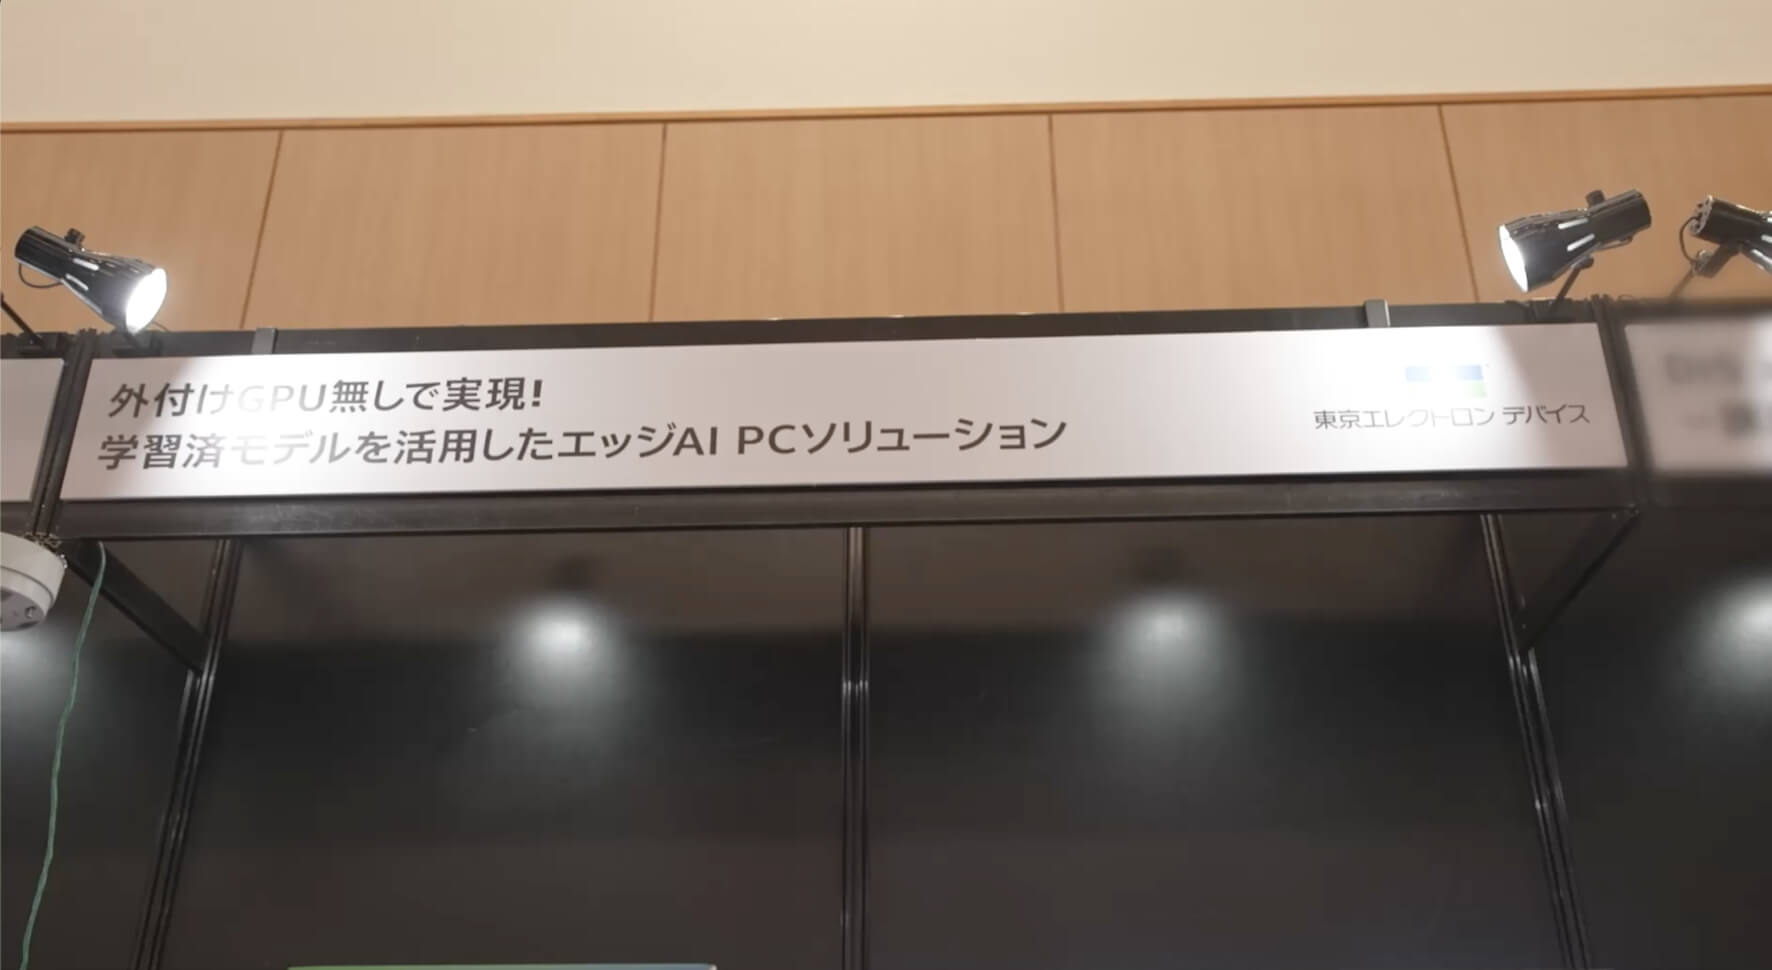 外付けGPU無しで実現!
学習済モデルを活用したエッジAI PCソリューション
東京エレクトロン デバイス